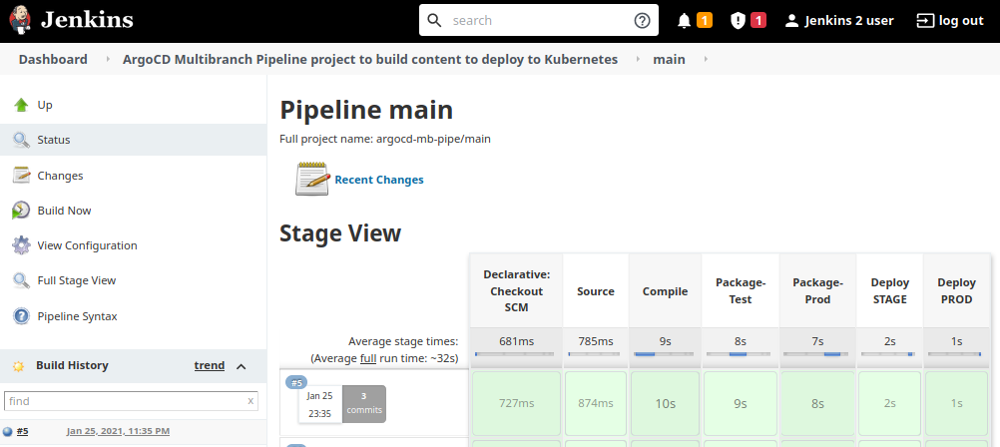 Jenkins
search
1
1
Jenkins 2 user
log out
Dashboard
ArgoCD Multibranch Pipeline project to build content to deploy to Kubernetes
main
Up
Status
Changes
Build Now
View Configuration
Full Stage View
Pipeline Syntax
Build History
trend
find
x
#5
Jan 25, 2021, 11:35 PM
Pipeline main
Full project name: argocd-mb-pipe/main
Recent Changes
Stage View
Declarative:
Checkout
SCM
Source
Compile
Package-
Test
Package-
Prod
Deploy
STAGE
Deploy
PROD
Average stage times:
(Average full run time: ~32s)
681ms
785ms
9s
8s
7s
2s
1s
#5
Jan 25
23:35
3
commits
727ms
874ms
10s
9s
8s
2s
1s